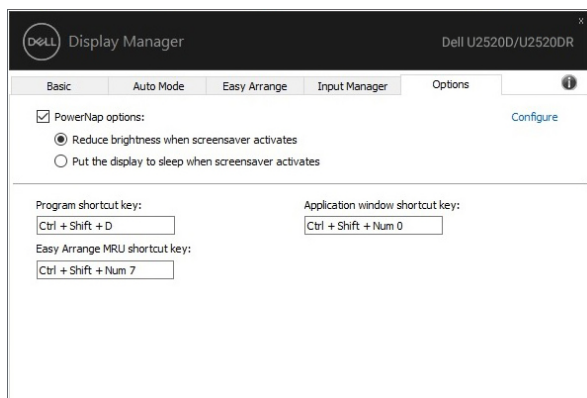 DELL Display Manager Dell U2520D/U2520DR x
Basic Auto Mode Easy Arrange Input Manager Options i
PowerNap options: Configure
Reduce brightness when screensaver activates
Put the display to sleep when screensaver activates
Program shortcut key: Application window shortcut key:
Ctrl + Shift + D Ctrl + Shift + Num 0
Easy Arrange MRU shortcut key:
Ctrl + Shift + Num 7